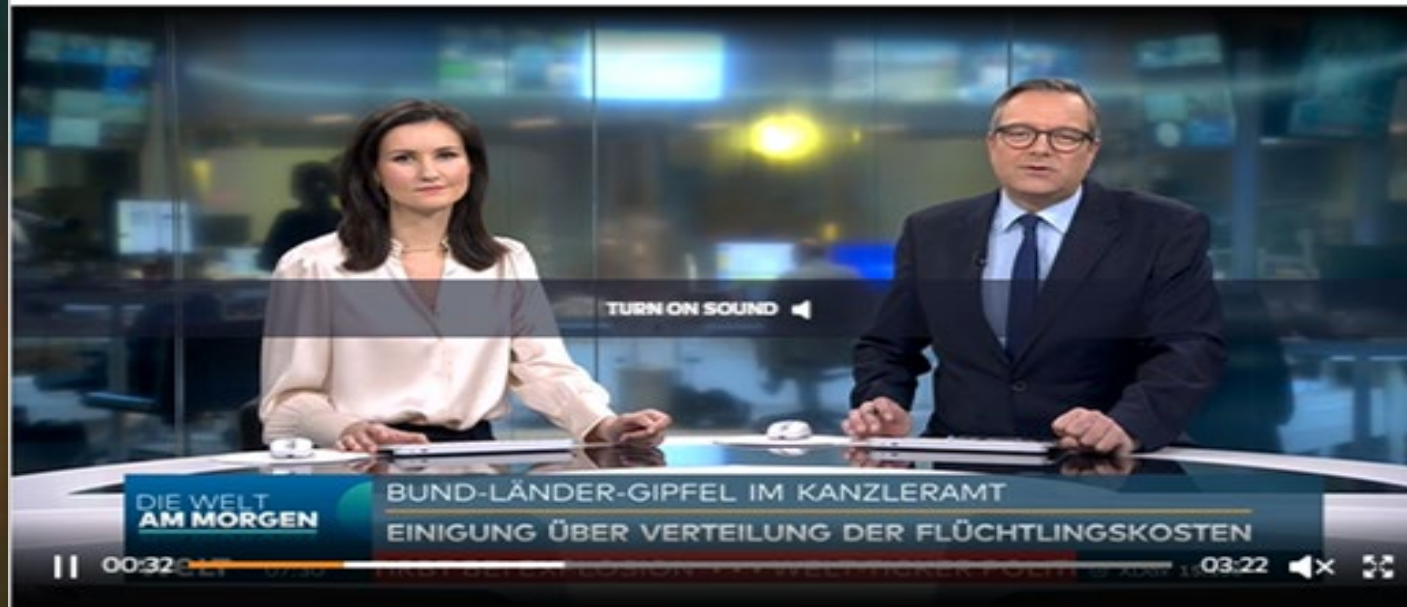 TURN ON SOUND
DIE WELT
AM MORGEN
BUND-LÄNDER-GIPFEL IM KANZLERAMT
EINIGUNG ÜBER VERTEILUNG DER FLÜCHTLINGSKOSTEN
00:32
03:22
WELT